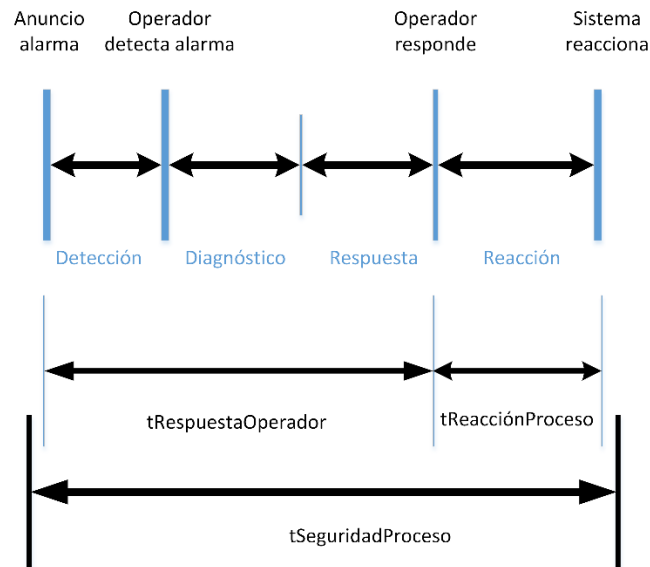 Anuncio
alarma
Operador
detecta alarma
Operador
responde
Sistema
reacciona
Detección
Diagnóstico
Respuesta
Reacción
tRespuestaOperador
tReacciónProceso
tSeguridadProceso